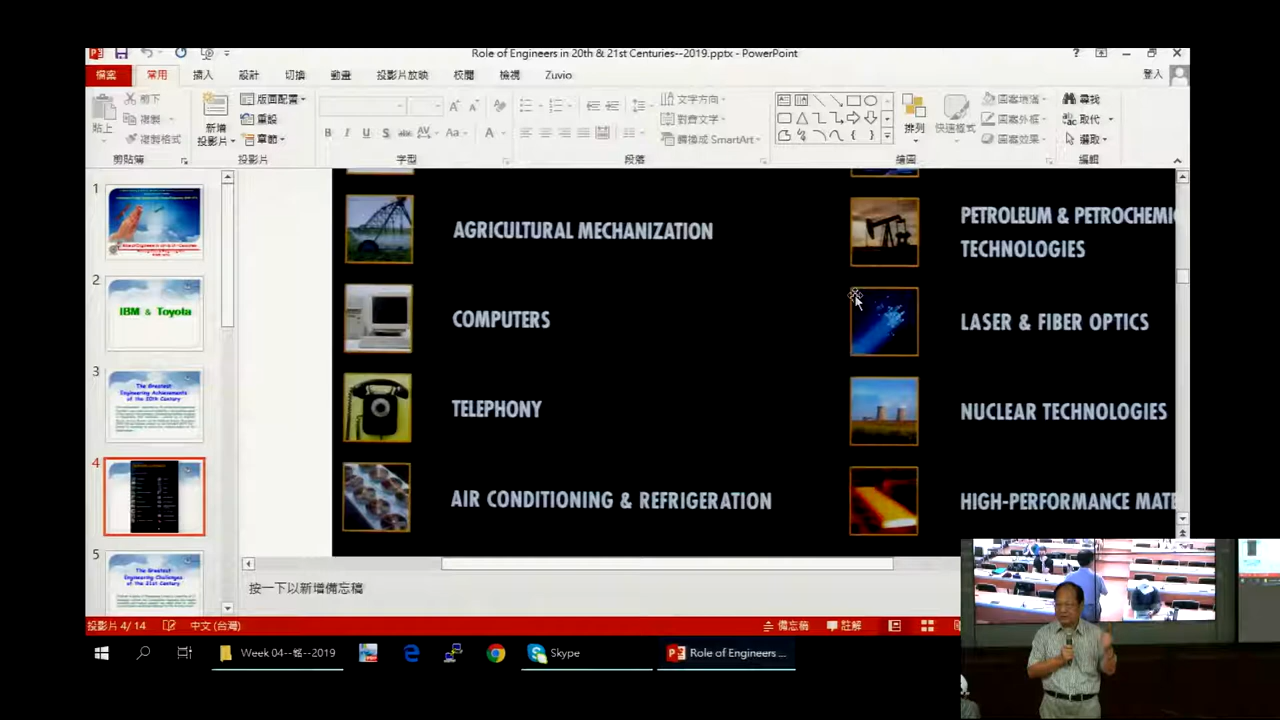 Role of Engineers in 20th & 21st Centuries--2019.pptx - PowerPoint
檔案 常用 插入 設計 切換 動畫 投影片放映 校閱 檢視 Zuvio 登入
貼上 剪下 複製 複製格式
新增投影片 版面配置 重設 章節
文字方向 對齊文字 轉換成 SmartArt
排列 快速樣式 圖案填滿 圖案外框 圖案效果
尋找 取代 選取
剪貼簿 投影片 字型 段落 繪圖 編輯
1
2
IBM & Toyota
3
The Greatest
Engineering Achievements
of the 20th Century
4
5
The Greatest
Engineering Challenges
of the 21st Century
AGRICULTURAL MECHANIZATION
COMPUTERS
TELEPHONY
AIR CONDITIONING & REFRIGERATION
PETROLEUM & PETROCHEMIC
TECHNOLOGIES
LASER & FIBER OPTICS
NUCLEAR TECHNOLOGIES
HIGH-PERFORMANCE MATE
按一下以新增備忘稿
投影片 4/14 中文 (台灣) 備忘稿 註解
Week 04--銘--2019 Skype Role of Engineers ...